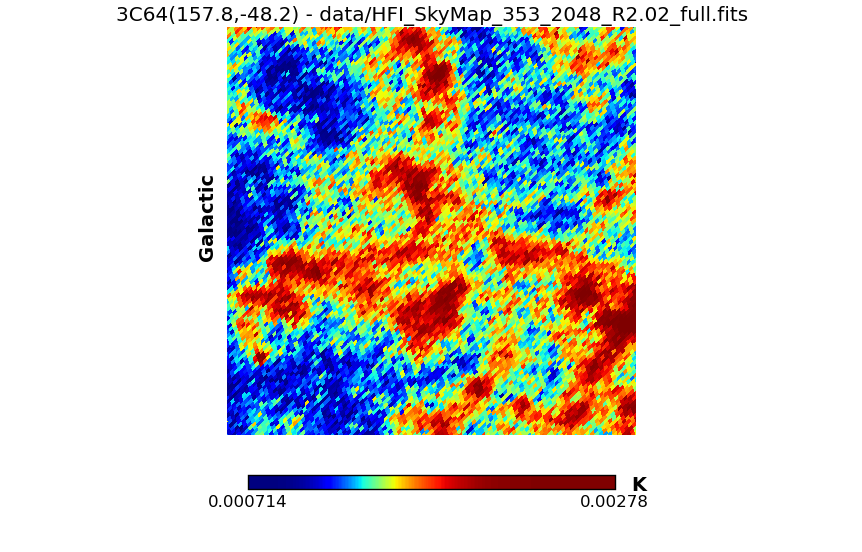 3C64(157.8,-48.2) - data/HFI_SkyMap_353_2048_R2.02_full.fits
Galactic
K
0.000714
0.00278